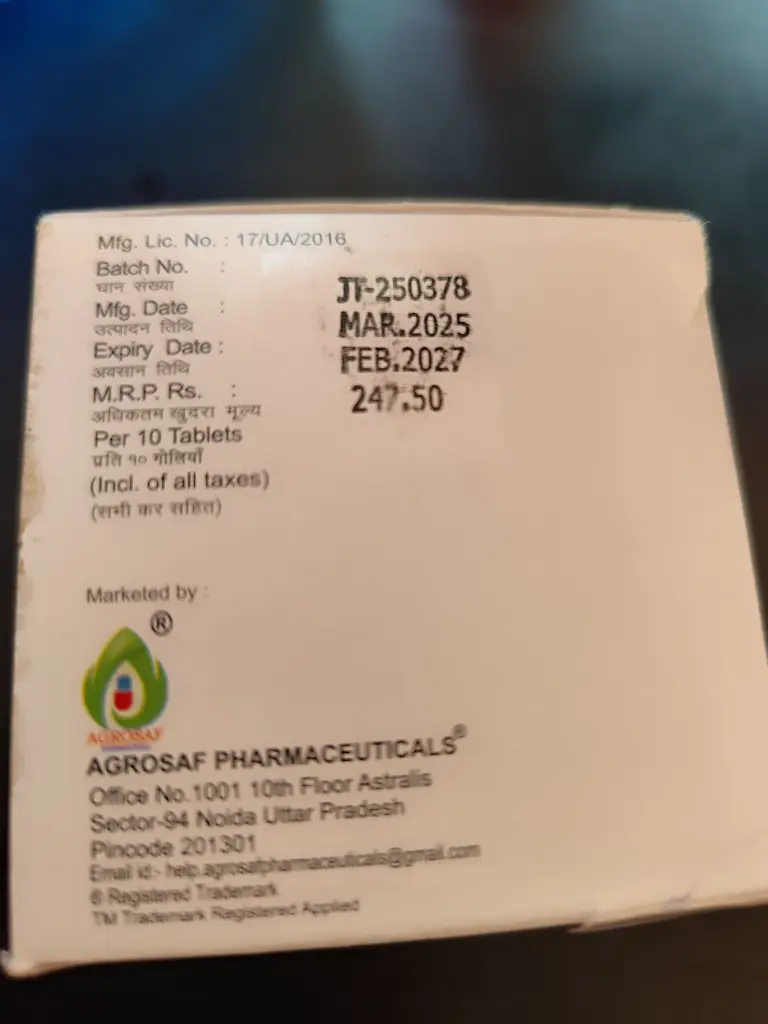 Mfg. Lic. No. : 17/UA/2016
Batch No. : JT-250378
घान संख्या
Mfg. Date : MAR.2025
उत्पादन तिथि
Expiry Date : FEB.2027
अवसान तिथि
M.R.P. Rs. : 247.50
अधिकतम खुदरा मूल्य
Per 10 Tablets
प्रति १० गोलियाँ
(Incl. of all taxes)
(सभी कर सहित)
Marketed by :
®
AGROSAF
AGROSAF PHARMACEUTICALS®
Office No.1001 10th Floor Astralis
Sector-94 Noida Uttar Pradesh
Pincode 201301
Email id:- help.agrosafpharmaceuticals@gmail.com
® Registered Trademark
TM Trademark Registered Applied